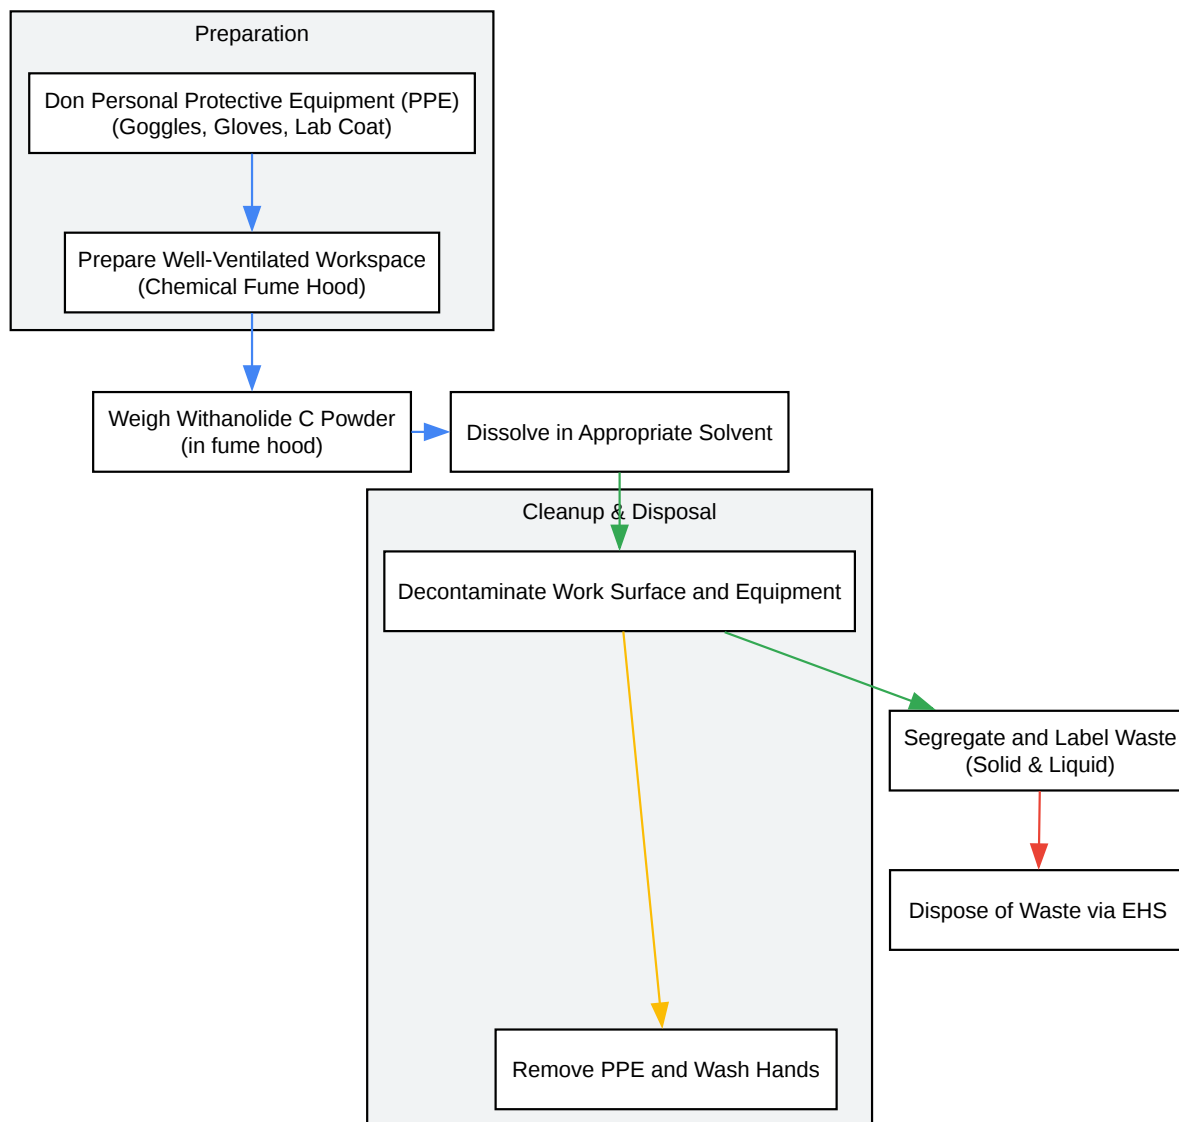 Preparation
Don Personal Protective Equipment (PPE)
(Goggles, Gloves, Lab Coat)
Prepare Well-Ventilated Workspace
(Chemical Fume Hood)
Weigh Withanolide C Powder
(in fume hood)
Dissolve in Appropriate Solvent
Cleanup & Disposal
Decontaminate Work Surface and Equipment
Segregate and Label Waste
(Solid & Liquid)
Dispose of Waste via EHS
Remove PPE and Wash Hands